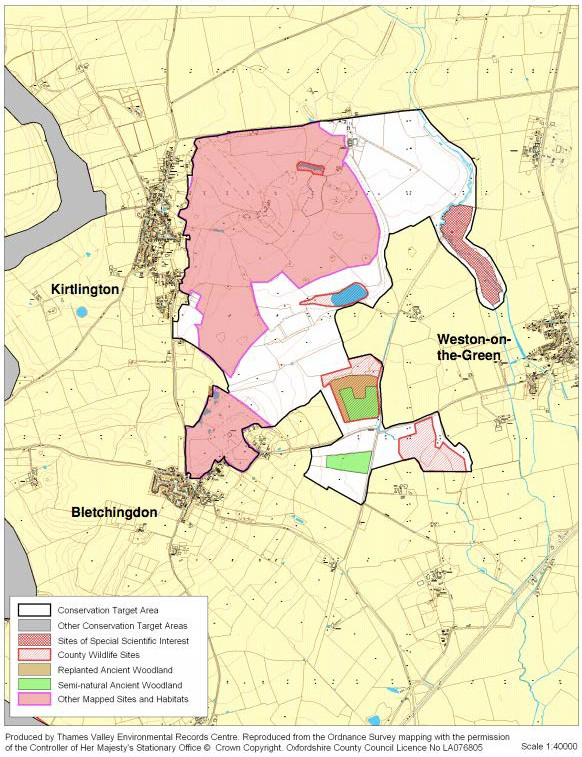 Kirtlington
Weston-on-
the-Green
Bletchingdon
Conservation Target Area
Other Conservation Target Areas
Sites of Special Scientific Interest
County Wildlife Sites
Replanted Ancient Woodland
Semi-natural Ancient Woodland
Other Mapped Sites and Habitats
Produced by Thames Valley Environmental Records Centre. Reproduced from the Ordnance Survey mapping with the permission
of the Controller of Her Majesty's Stationary Office © Crown Copyright. Oxfordshire County Council Licence No LA076805
Scale 1:40000